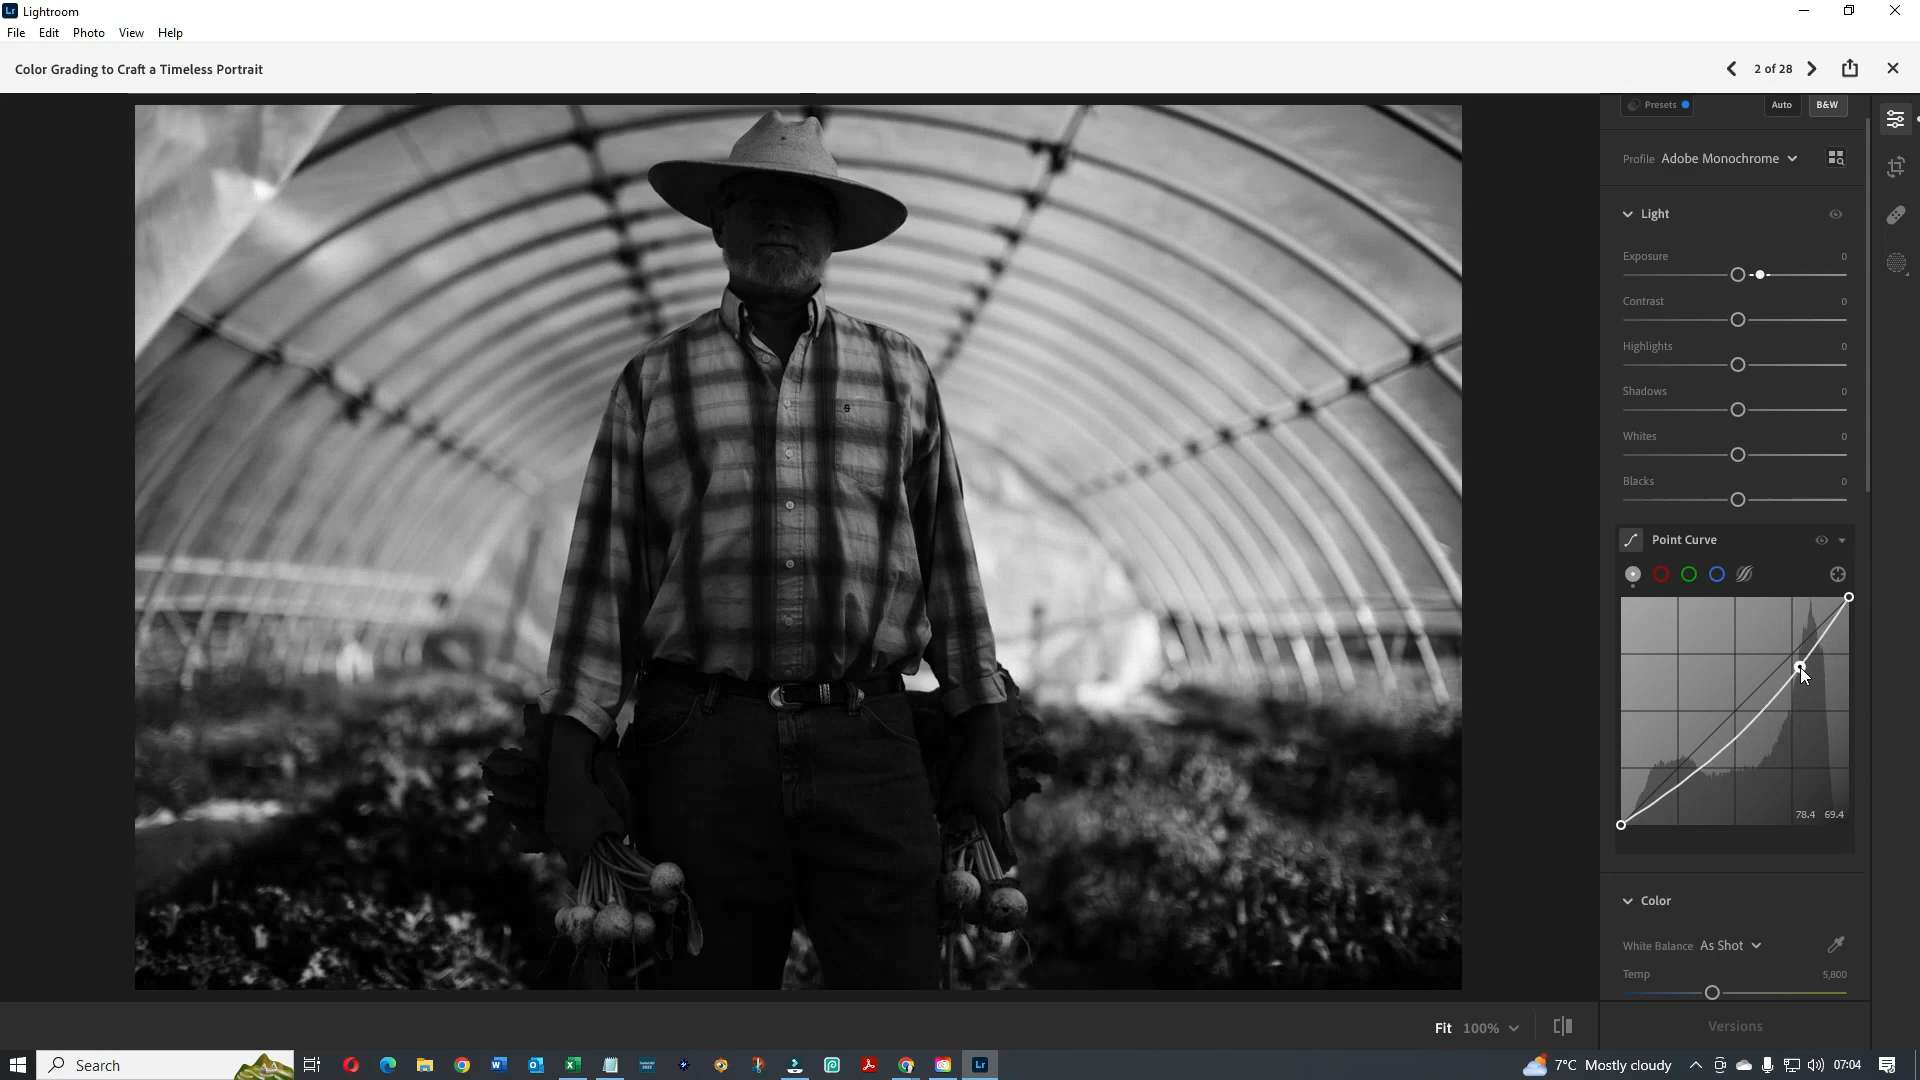 Lr Lightroom
File Edit Photo View Help
Color Grading to Craft a Timeless Portrait
2 of 28
Presets Auto B&W
Profile Adobe Monochrome
Light
Exposure 0
Contrast 0
Highlights 0
Shadows 0
Whites 0
Blacks 0
Point Curve
78.4 69.4
Color
White Balance As Shot
Temp 5,800
Fit 100%
Versions
Search
Lr
7°C Mostly cloudy
07:04